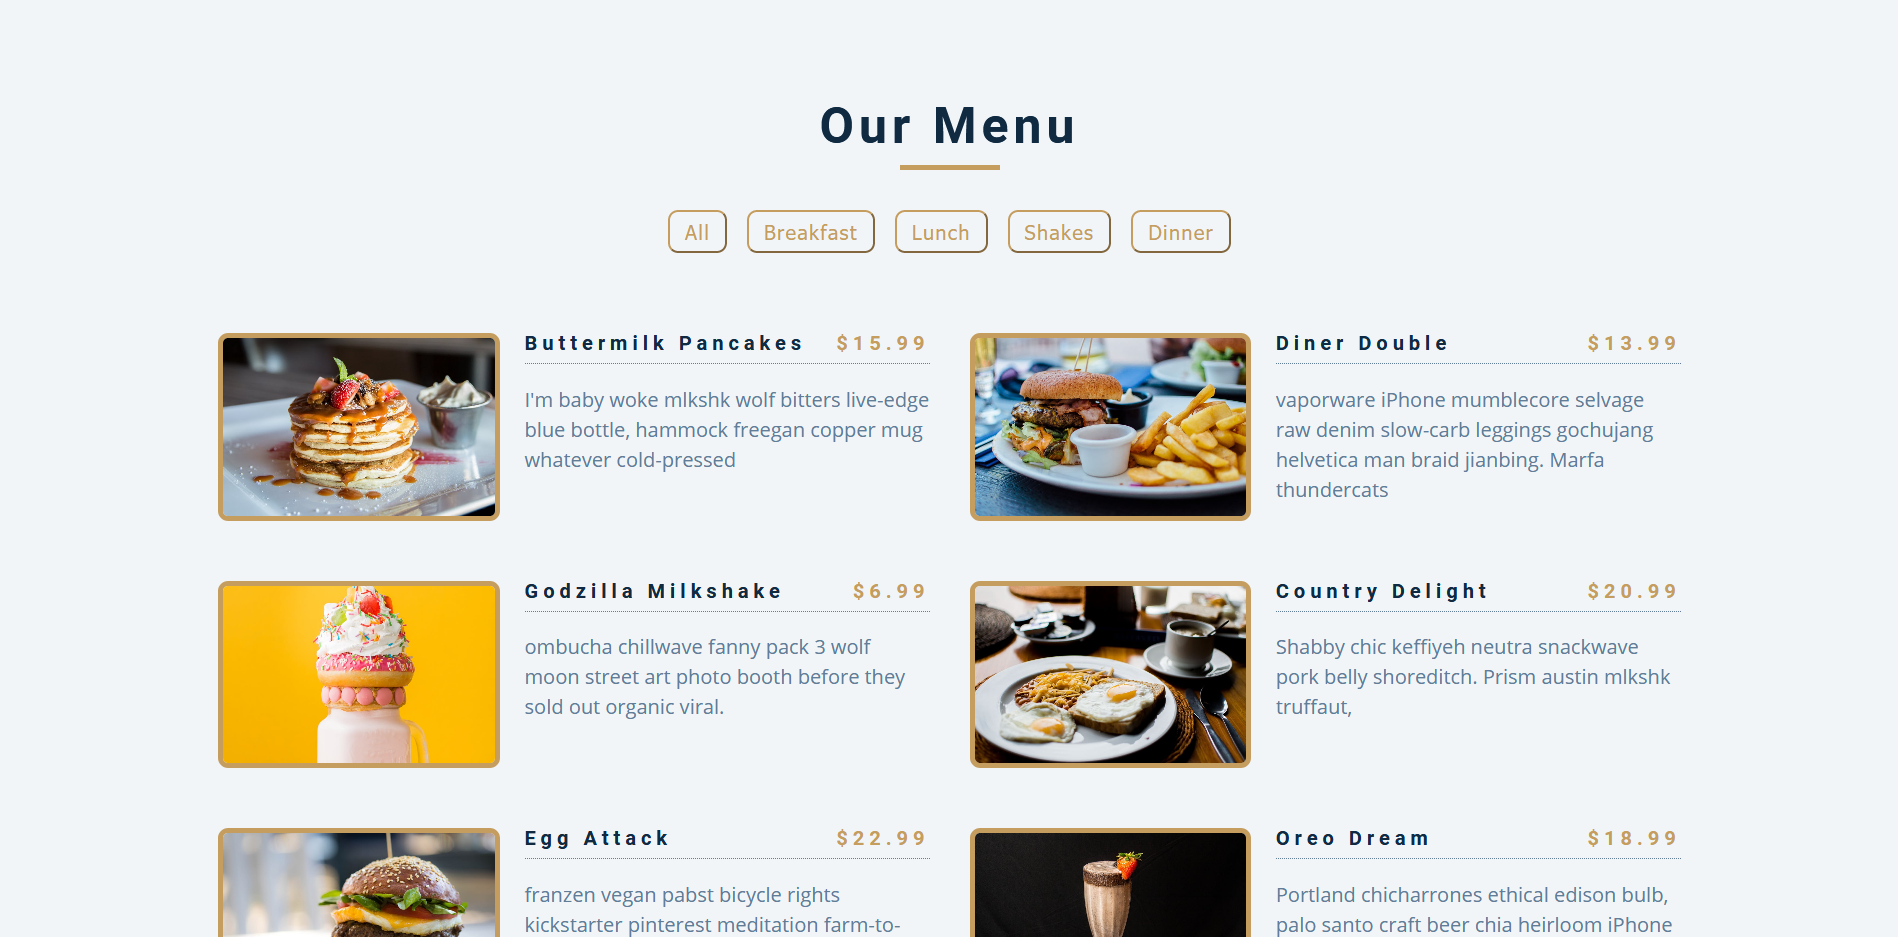 Our Menu
All Breakfast Lunch Shakes Dinner
Buttermilk Pancakes $15.99
I'm baby woke mlkshk wolf bitters live-edge
blue bottle, hammock freegan copper mug
whatever cold-pressed
Diner Double $13.99
vaporware iPhone mumblecore selvage
raw denim slow-carb leggings gochujang
helvetica man braid jianbing. Marfa
thundercats
Godzilla Milkshake $6.99
ombucha chillwave fanny pack 3 wolf
moon street art photo booth before they
sold out organic viral.
Country Delight $20.99
Shabby chic keffiyeh neutra snackwave
pork belly shoreditch. Prism austin mlkshk
truffaut,
Egg Attack $22.99
franzen vegan pabst bicycle rights
kickstarter pinterest meditation farm-to-
Oreo Dream $18.99
Portland chicharrones ethical edison bulb,
palo santo craft beer chia heirloom iPhone